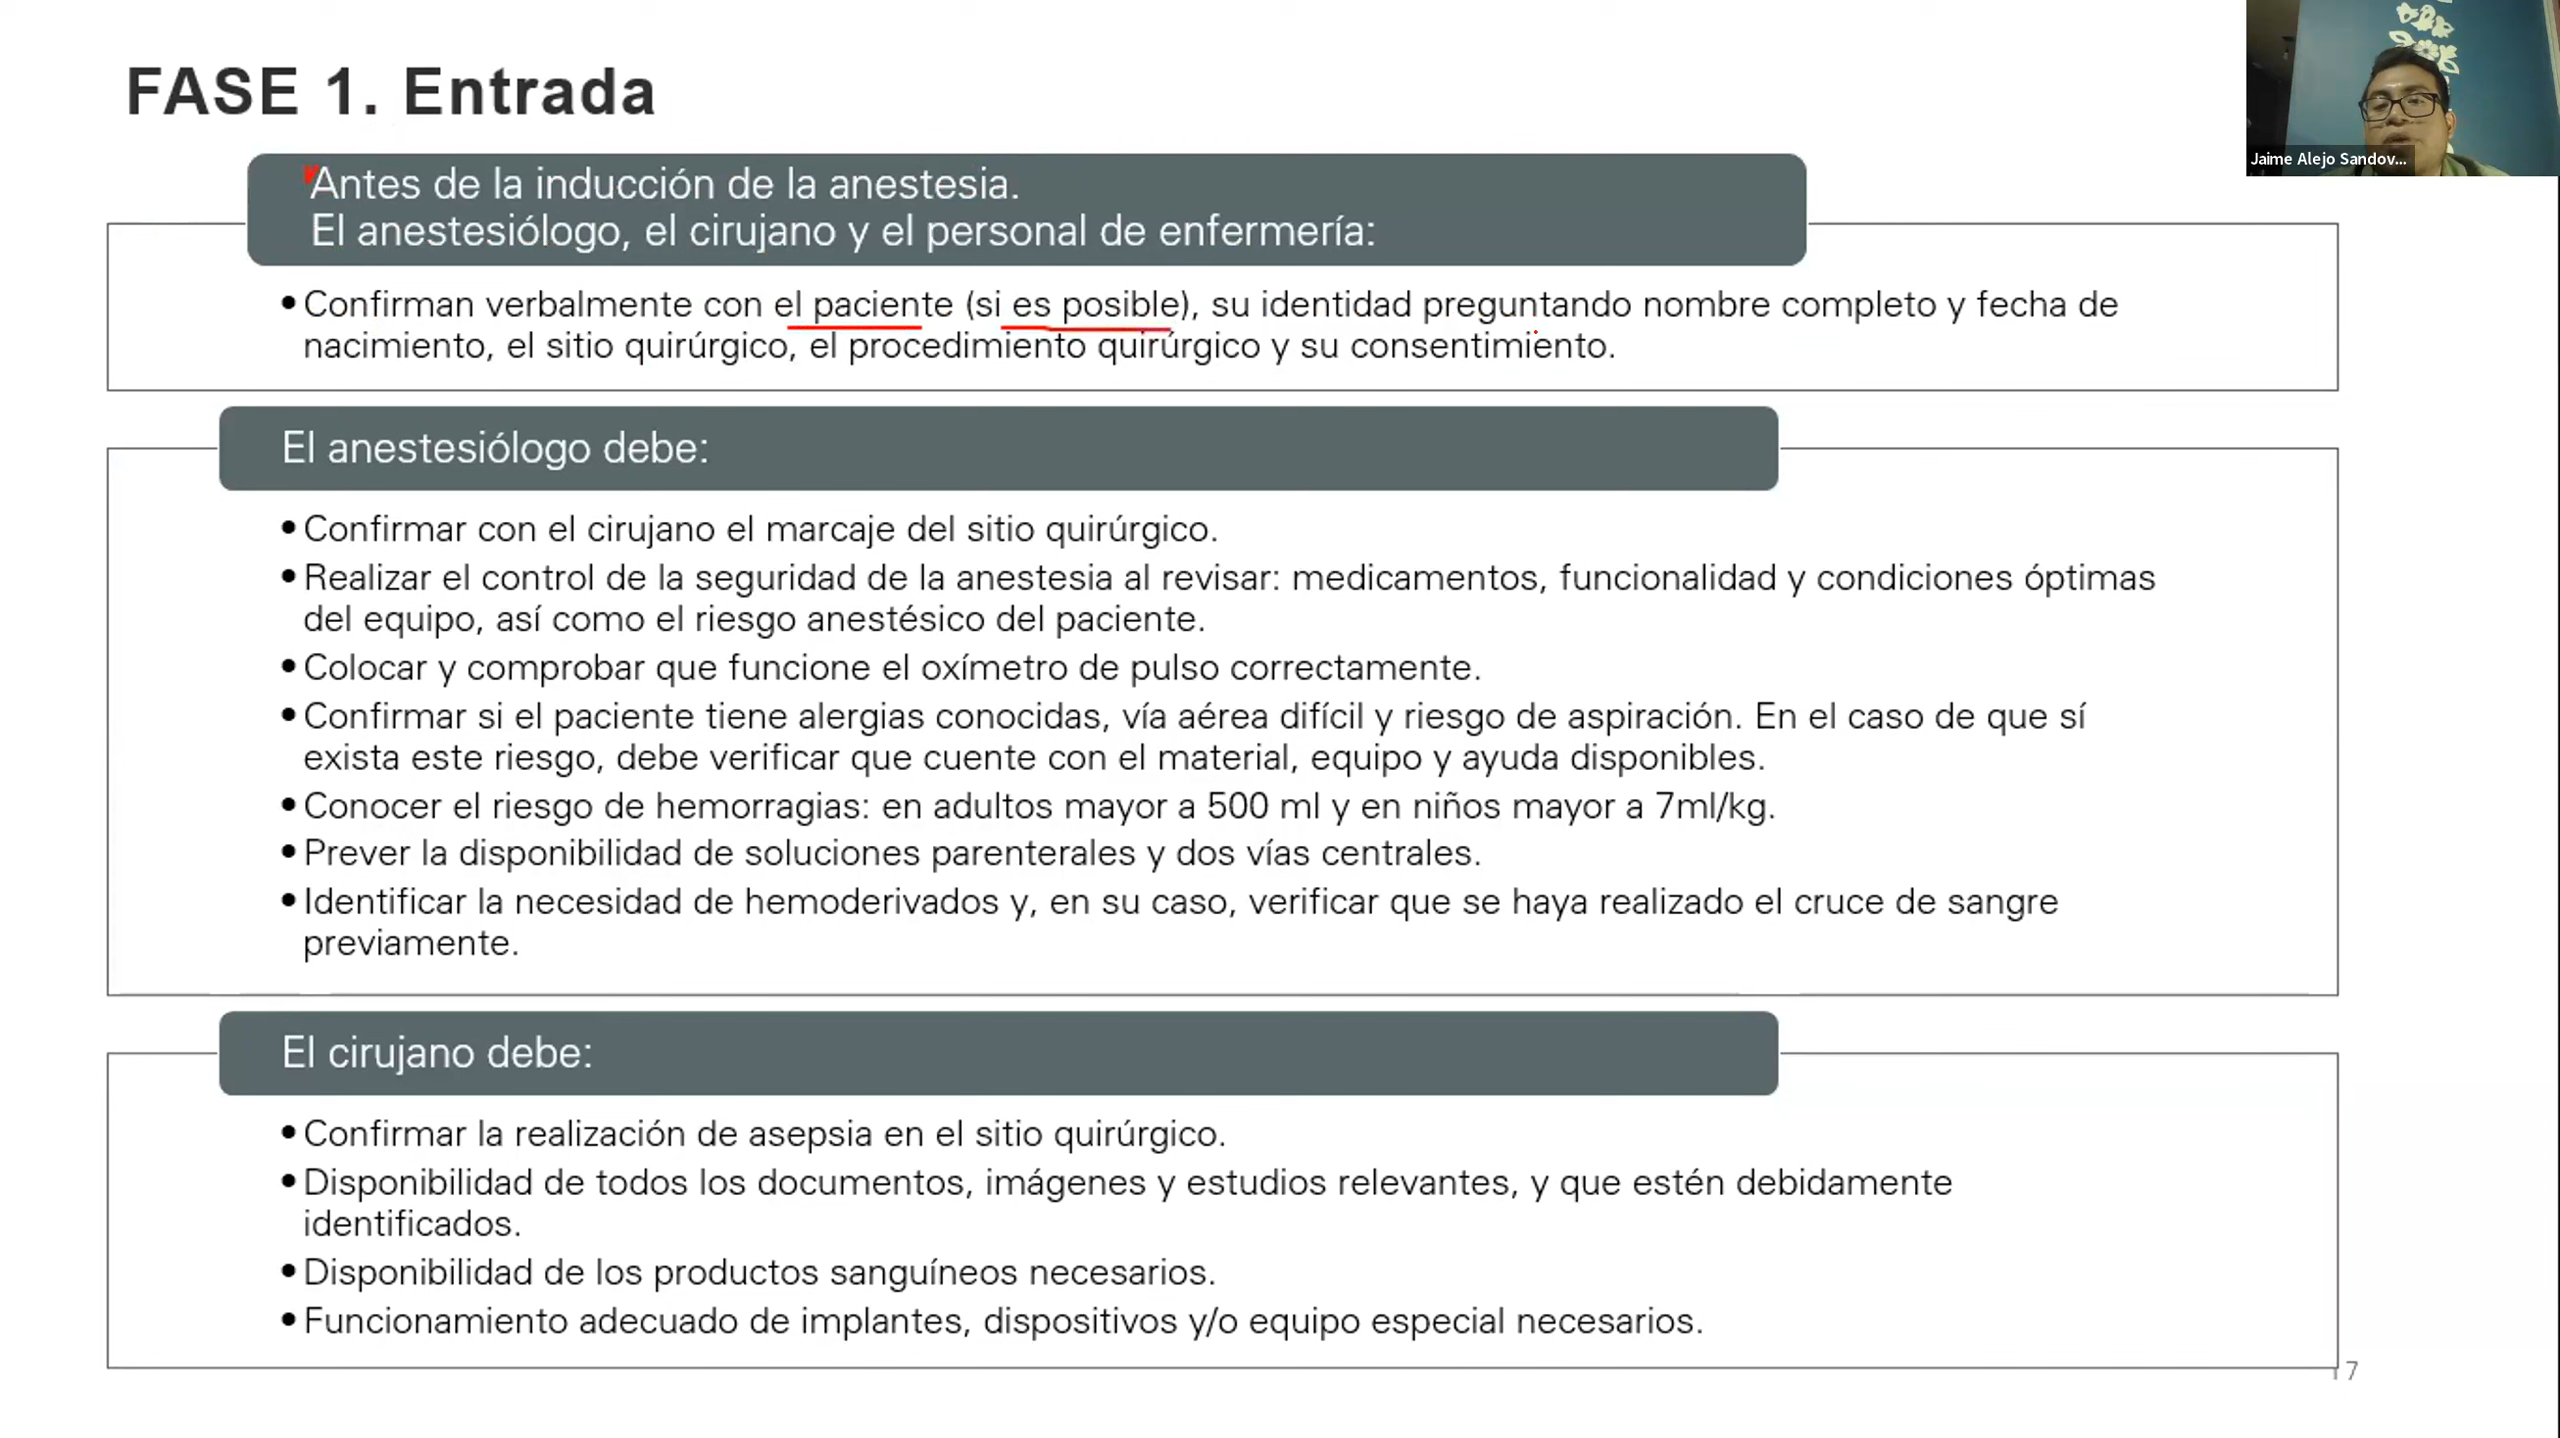 FASE 1. Entrada
Jaime Alejo Sandov...
Antes de la inducción de la anestesia.
El anestesiólogo, el cirujano y el personal de enfermería:
•Confirman verbalmente con el paciente (si es posible), su identidad preguntando nombre completo y fecha de
nacimiento, el sitio quirúrgico, el procedimiento quirúrgico y su consentimiento.
El anestesiólogo debe:
•Confirmar con el cirujano el marcaje del sitio quirúrgico.
•Realizar el control de la seguridad de la anestesia al revisar: medicamentos, funcionalidad y condiciones óptimas
del equipo, así como el riesgo anestésico del paciente.
•Colocar y comprobar que funcione el oxímetro de pulso correctamente.
•Confirmar si el paciente tiene alergias conocidas, vía aérea difícil y riesgo de aspiración. En el caso de que sí
exista este riesgo, debe verificar que cuente con el material, equipo y ayuda disponibles.
•Conocer el riesgo de hemorragias: en adultos mayor a 500 ml y en niños mayor a 7ml/kg.
•Prever la disponibilidad de soluciones parenterales y dos vías centrales.
•Identificar la necesidad de hemoderivados y, en su caso, verificar que se haya realizado el cruce de sangre
previamente.
El cirujano debe:
•Confirmar la realización de asepsia en el sitio quirúrgico.
•Disponibilidad de todos los documentos, imágenes y estudios relevantes, y que estén debidamente
identificados.
•Disponibilidad de los productos sanguíneos necesarios.
•Funcionamiento adecuado de implantes, dispositivos y/o equipo especial necesarios.
17